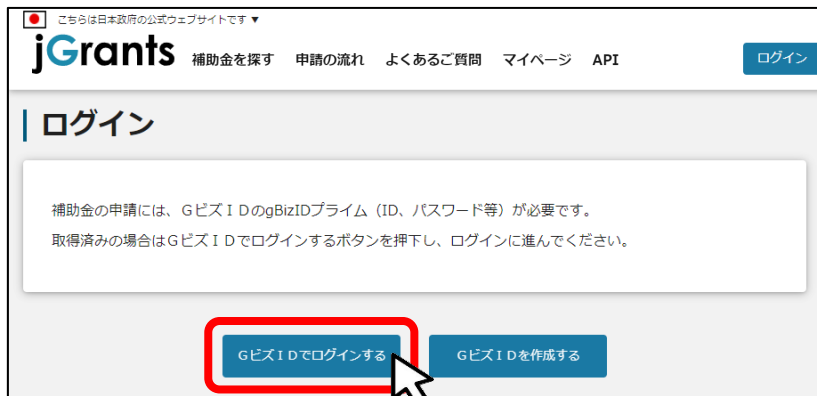 こちらは日本政府の公式ウェブサイトです ▼
jGrants 補助金を探す 申請の流れ よくあるご質問 マイページ API ログイン
ログイン
補助金の申請には、GビズＩＤのgBizIDプライム（ID、パスワード等）が必要です。
取得済みの場合はGビズＩＤでログインするボタンを押下し、ログインに進んでください。
GビズＩＤでログインする GビズＩＤを作成する